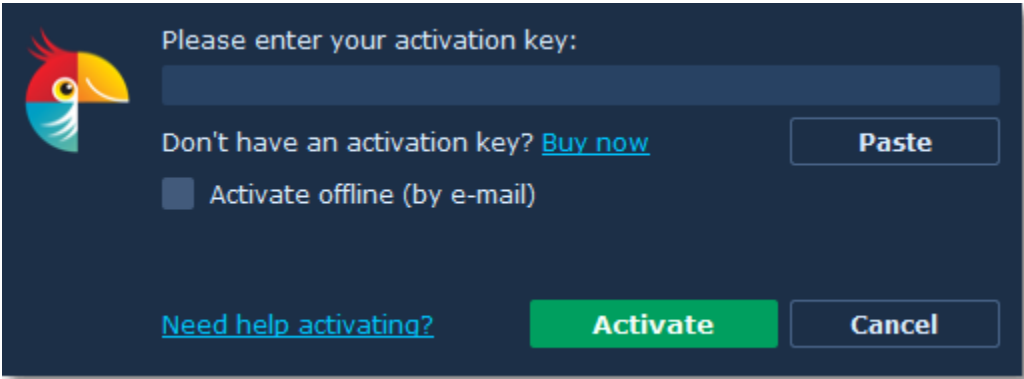 Please enter your activation key:
Don't have an activation key? Buy now
Paste
Activate offline (by e-mail)
Need help activating?
Activate
Cancel